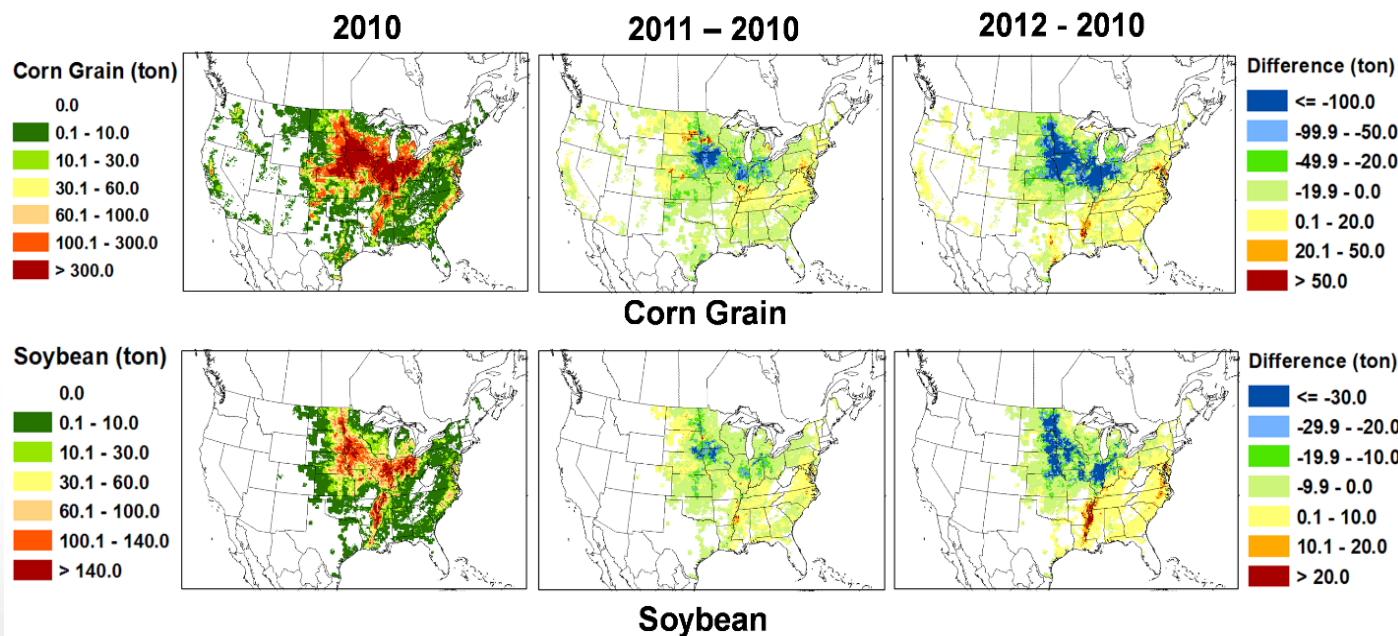 2010
2011 – 2010
2012 - 2010
Corn Grain (ton)
0.0
0.1 - 10.0
10.1 - 30.0
30.1 - 60.0
60.1 - 100.0
100.1 - 300.0
> 300.0
Difference (ton)
<= -100.0
-99.9 - -50.0
-49.9 - -20.0
-19.9 - 0.0
0.1 - 20.0
20.1 - 50.0
> 50.0
Corn Grain
Soybean (ton)
0.0
0.1 - 10.0
10.1 - 30.0
30.1 - 60.0
60.1 - 100.0
100.1 - 140.0
> 140.0
Difference (ton)
<= -30.0
-29.9 - -20.0
-19.9 - -10.0
-9.9 - 0.0
0.1 - 10.0
10.1 - 20.0
> 20.0
Soybean